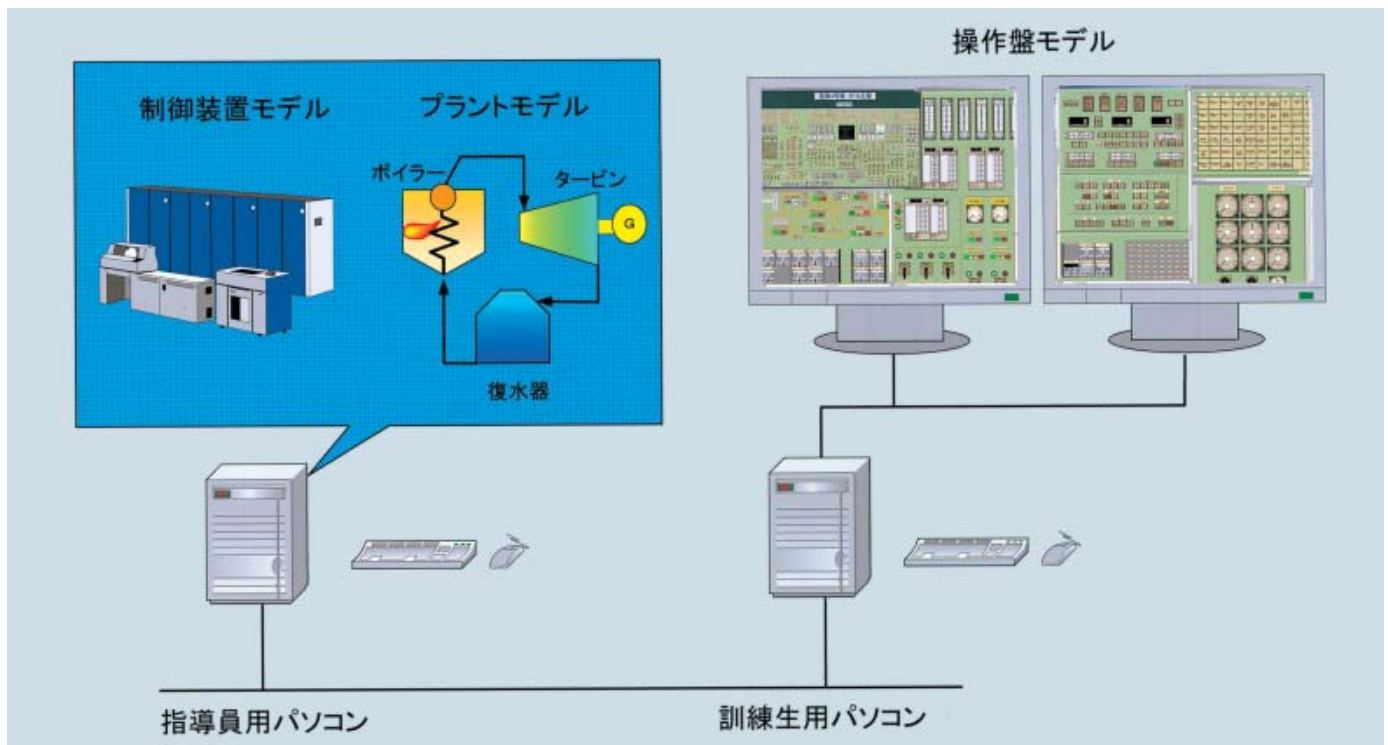 操作盤モデル
制御装置モデル
プラントモデル
ボイラー
タービン
G
復水器
指導員用パソコン
訓練生用パソコン